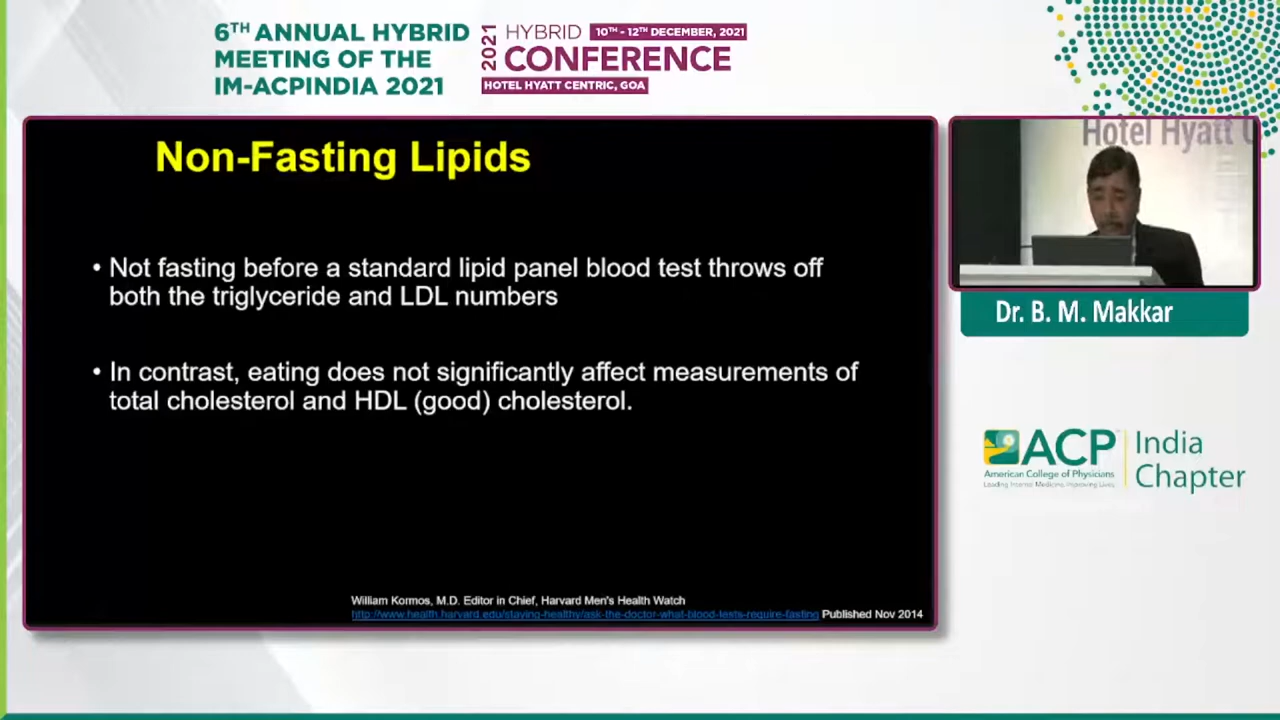 6TH ANNUAL HYBRID
MEETING OF THE
IM-ACPINDIA 2021
2021
HYBRID 10TH - 12TH DECEMBER, 2021
CONFERENCE
HOTEL HYATT CENTRIC, GOA
Non-Fasting Lipids
• Not fasting before a standard lipid panel blood test throws off
both the triglyceride and LDL numbers
• In contrast, eating does not significantly affect measurements of
total cholesterol and HDL (good) cholesterol.
William Kormos, M.D. Editor in Chief, Harvard Men's Health Watch
http://www.health.harvard.edu/staying-healthy/ask-the-doctor-what-blood-tests-require-fasting Published Nov 2014
Hotel Hyatt
Dr. B. M. Makkar
ACP
American College of Physicians
Leading Internal Medicine, Improving Lives
India
Chapter